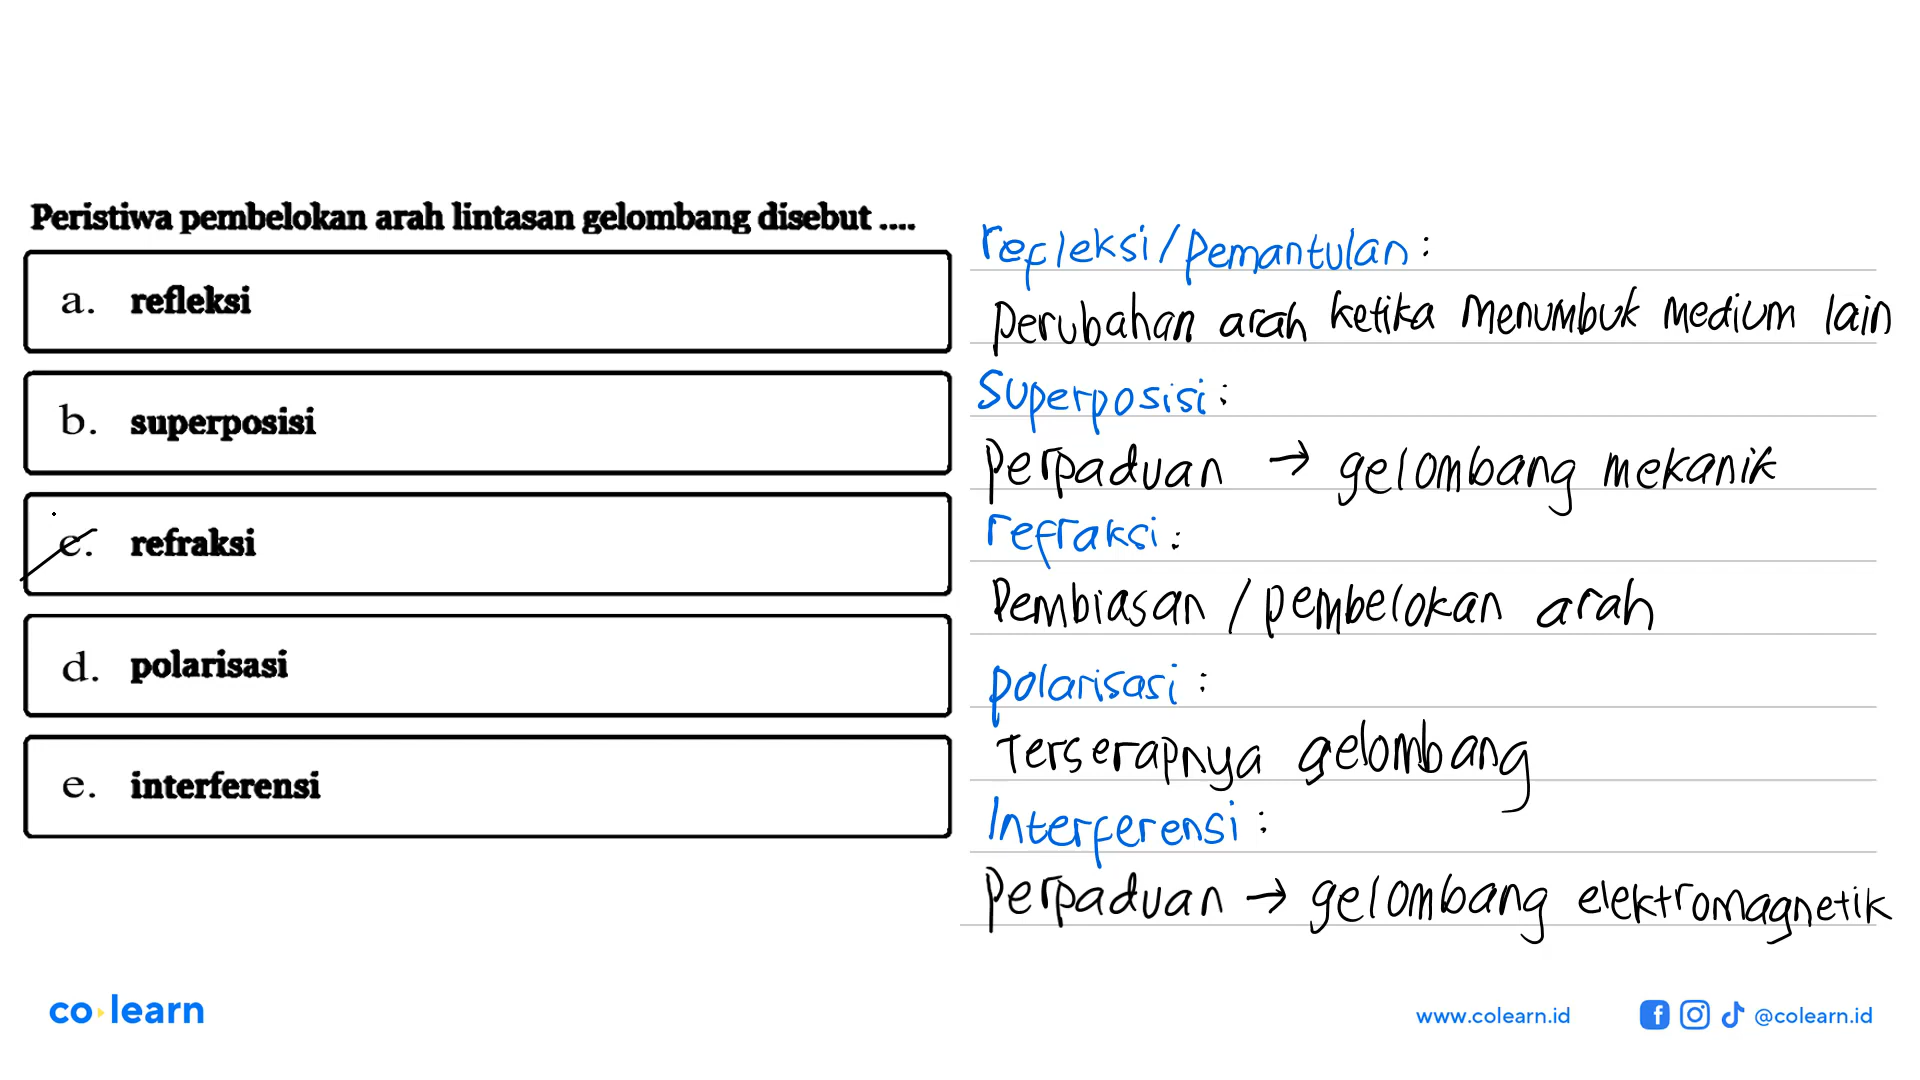 Peristiwa pembelokan arah lintasan gelombang disebut ....
a. refleksi
b. superposisi
c. refraksi
d. polarisasi
e. interferensi
refleksi/pemantulan:
perubahan arah ketika menumbuk medium lain
superposisi:
Perpaduan → gelombang mekanik
refraksi:
Pembiasan / pembelokan arah
polarisasi:
Terserapnya gelombang
Interferensi:
Perpaduan → gelombang elektromagnetik
co learn
www.colearn.id
@colearn.id